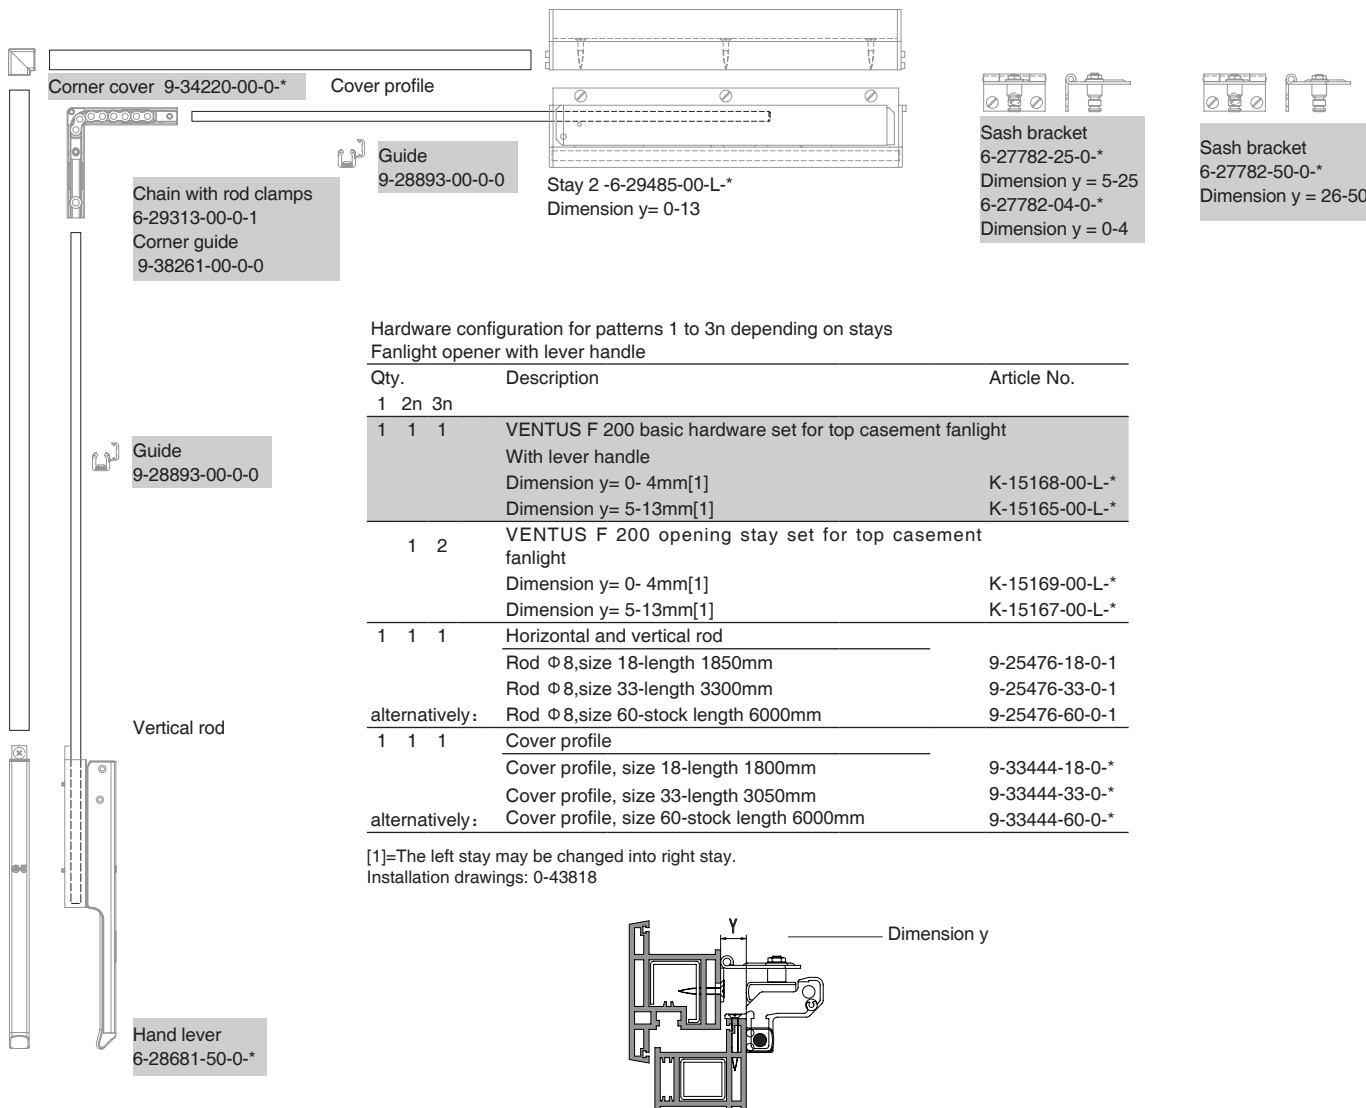 Corner cover 9-34220-00-0-*
Cover profile
Guide
9-28893-00-0-0
Stay 2 -6-29485-00-L-*
Dimension y= 0-13
Sash bracket
6-27782-25-0-*
Dimension y = 5-25
6-27782-04-0-*
Dimension y = 0-4
Sash bracket
6-27782-50-0-*
Dimension y = 26-50
Chain with rod clamps
6-29313-00-0-1
Corner guide
9-38261-00-0-0
Guide
9-28893-00-0-0
Vertical rod
Hand lever
6-28681-50-0-*
Hardware configuration for patterns 1 to 3n depending on stays
Fanlight opener with lever handle
Qty. Description Article No.
1 2n 3n
1 1 1 VENTUS F 200 basic hardware set for top casement fanlight
With lever handle
Dimension y= 0- 4mm[1] K-15168-00-L-*
Dimension y= 5-13mm[1] K-15165-00-L-*
1 2 VENTUS F 200 opening stay set for top casement
fanlight
Dimension y= 0- 4mm[1] K-15169-00-L-*
Dimension y= 5-13mm[1] K-15167-00-L-*
1 1 1 Horizontal and vertical rod
Rod Φ8,size 18-length 1850mm 9-25476-18-0-1
Rod Φ8,size 33-length 3300mm 9-25476-33-0-1
alternatively: Rod Φ8,size 60-stock length 6000mm 9-25476-60-0-1
1 1 1 Cover profile
Cover profile, size 18-length 1800mm 9-33444-18-0-*
Cover profile, size 33-length 3050mm 9-33444-33-0-*
alternatively: Cover profile, size 60-stock length 6000mm 9-33444-60-0-*
[1]=The left stay may be changed into right stay.
Installation drawings: 0-43818
Y
Dimension y